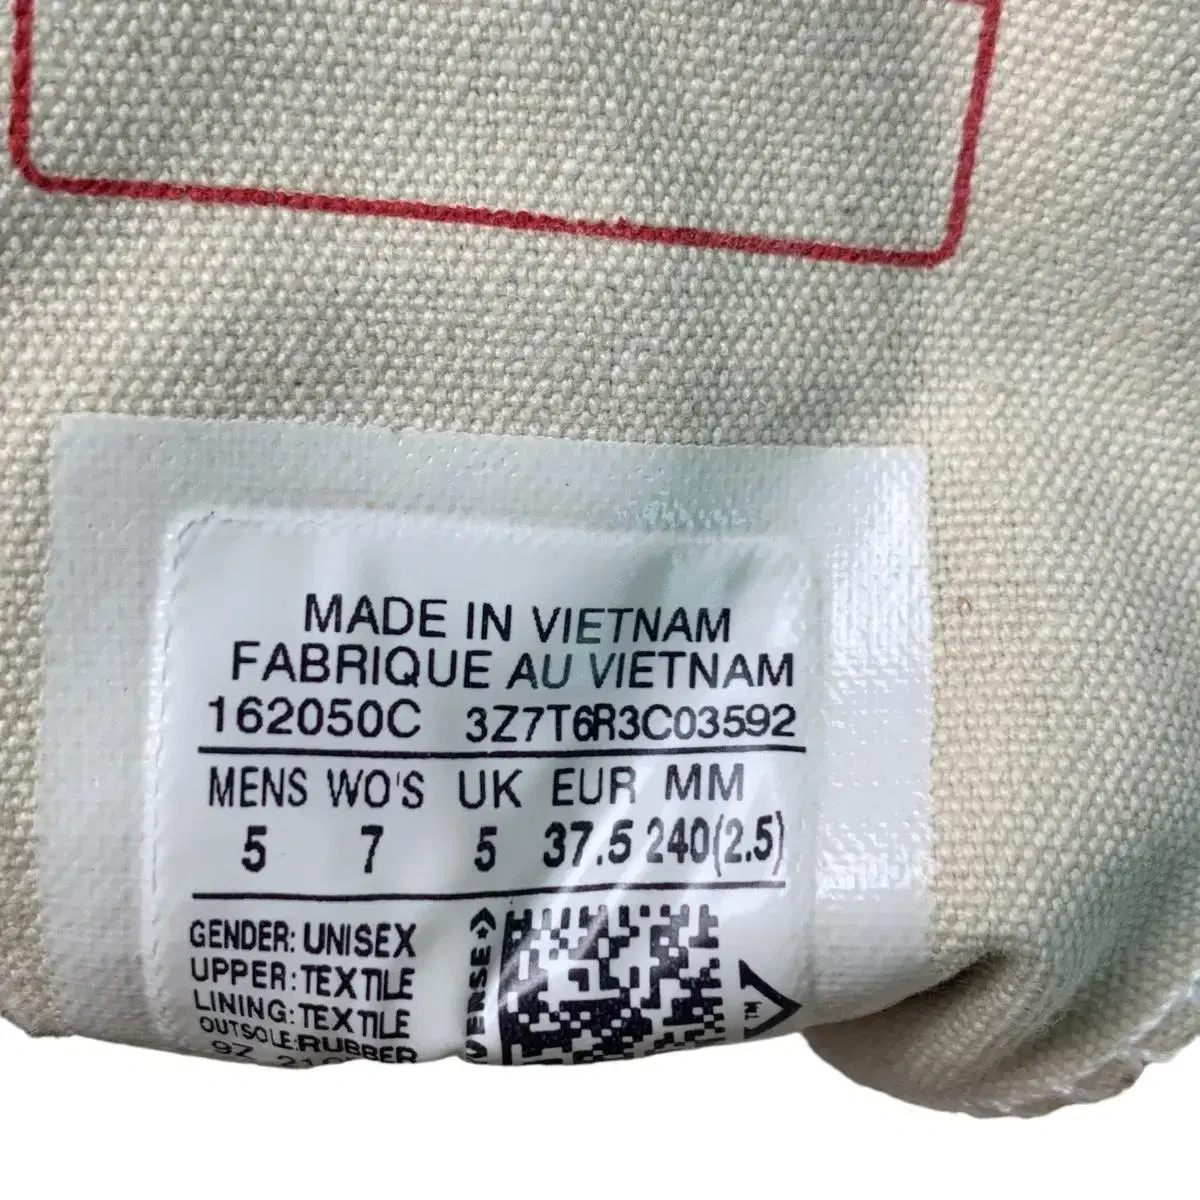 MADE IN VIETNAM
FABRIQUE AU VIETNAM
162050C 3Z7T6R3C03592
MENS WO'S UK EUR MM
5 7 5 37.5 240(2.5)
GENDER: UNISEX
UPPER: TEXTILE
LINING: TEXTILE
OUTSOLE: RUBBER
9Z